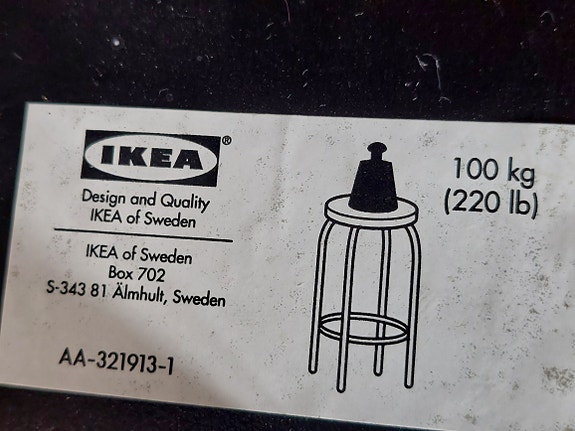 IKEA®
Design and Quality
IKEA of Sweden
IKEA of Sweden
Box 702
S-343 81 Älmhult, Sweden
AA-321913-1
100 kg
(220 lb)